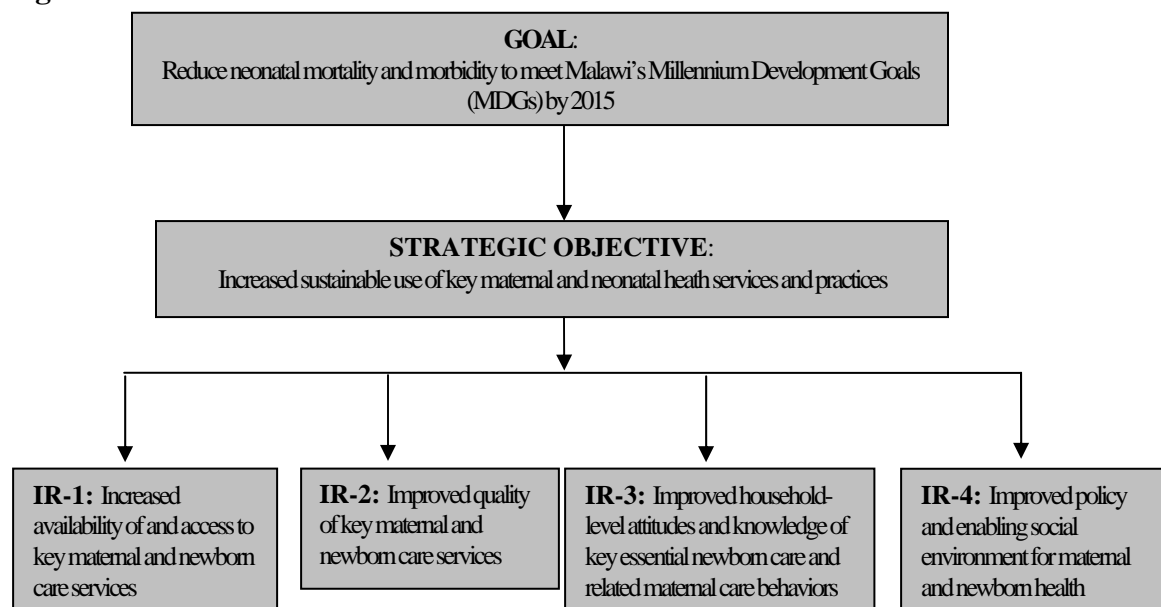 GOAL:
Reduce neonatal mortality and morbidity to meet Malawi's Millennium Development Goals
(MDGs) by 2015
STRATEGIC OBJECTIVE:
Increased sustainable use of key maternal and neonatal heath services and practices
IR-1: Increased
availability of and access to
key maternal and newborn
care services
IR-2: Improved quality
of key maternal and
newborn care services
IR-3: Improved household-
level attitudes and knowledge of
key essential newborn care and
related maternal care behaviors
IR-4: Improved policy
and enabling social
environment for maternal
and newborn health